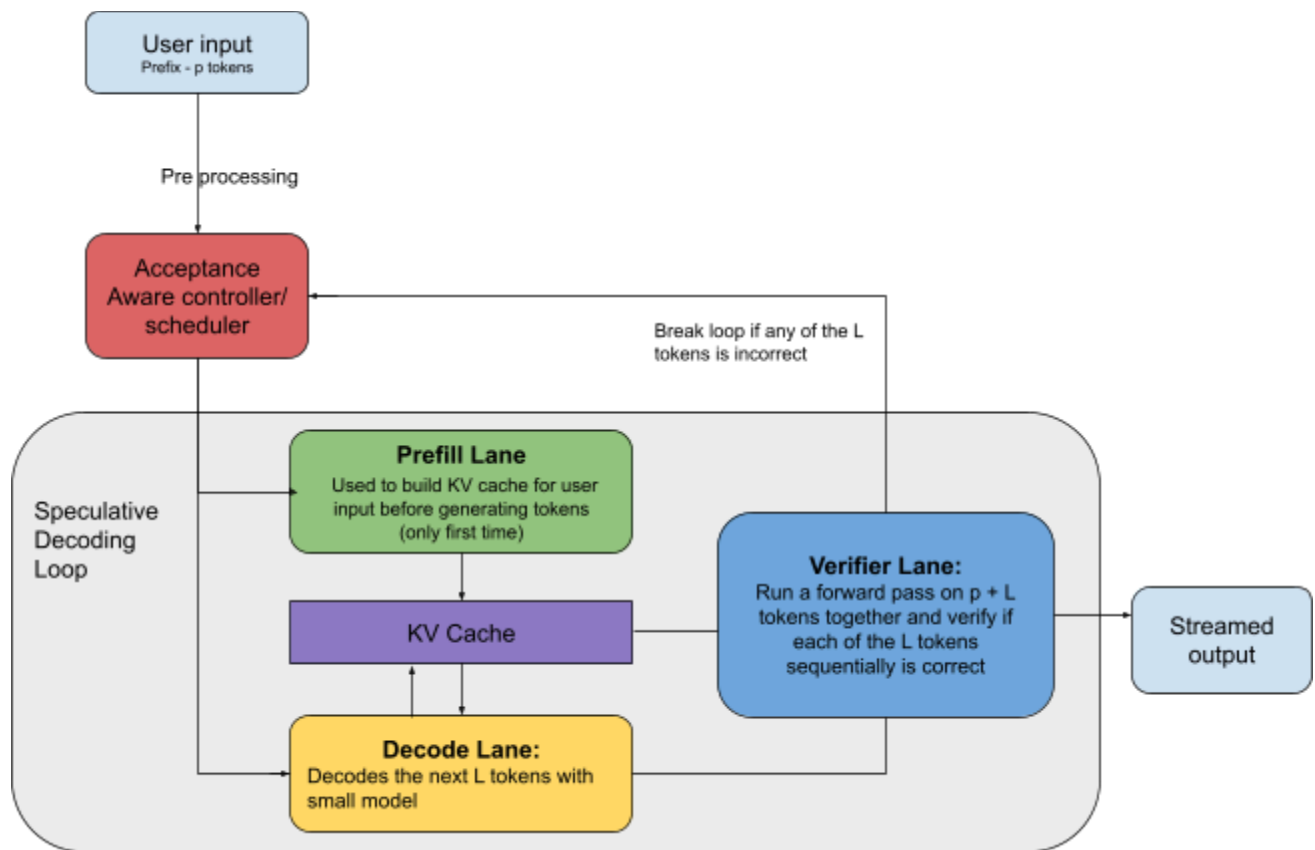 User input
Prefix - p tokens
Pre processing
Acceptance
Aware controller/
scheduler
Break loop if any of the L
tokens is incorrect
Speculative
Decoding
Loop
Prefill Lane
Used to build KV cache for user
input before generating tokens
(only first time)
KV Cache
Decode Lane:
Decodes the next L tokens with
small model
Verifier Lane:
Run a forward pass on p + L
tokens together and verify if
each of the L tokens
sequentially is correct
Streamed
output